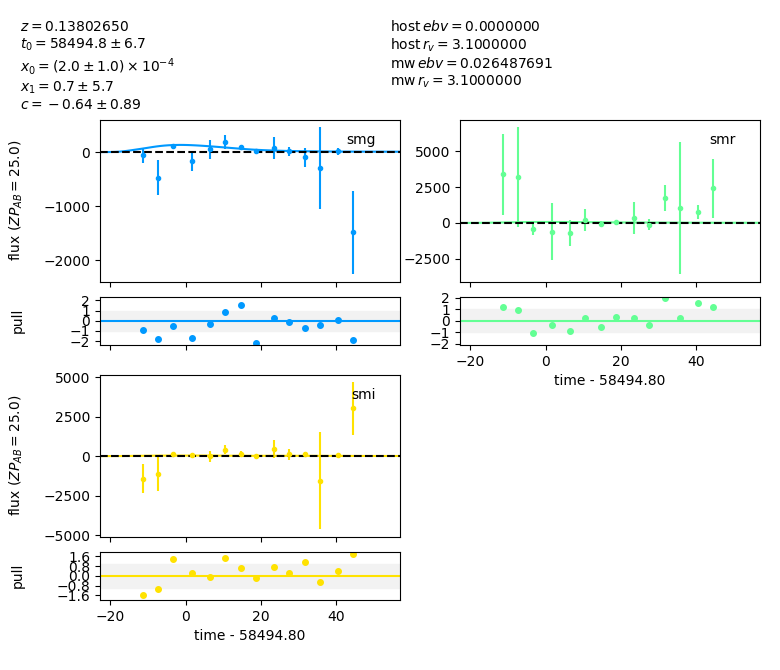 z = 0.13802650
t₀ = 58494.8 ± 6.7
x₀ = (2.0 ± 1.0) × 10⁻⁴
x₁ = 0.7 ± 5.7
c = −0.64 ± 0.89
host ebv = 0.0000000
host rᵥ = 3.1000000
mw ebv = 0.026487691
mw rᵥ = 3.1000000
flux (ZP_AB = 25.0)
0
−1000
−2000
smg
5000
2500
0
−2500
smr
pull
2
1
0
−1
−2
2
1
0
−1
−2
−20
0
20
40
time - 58494.80
flux (ZP_AB = 25.0)
5000
2500
0
−2500
−5000
smi
pull
1.6
0.8
0.0
−0.8
−1.6
−20
0
20
40
time - 58494.80